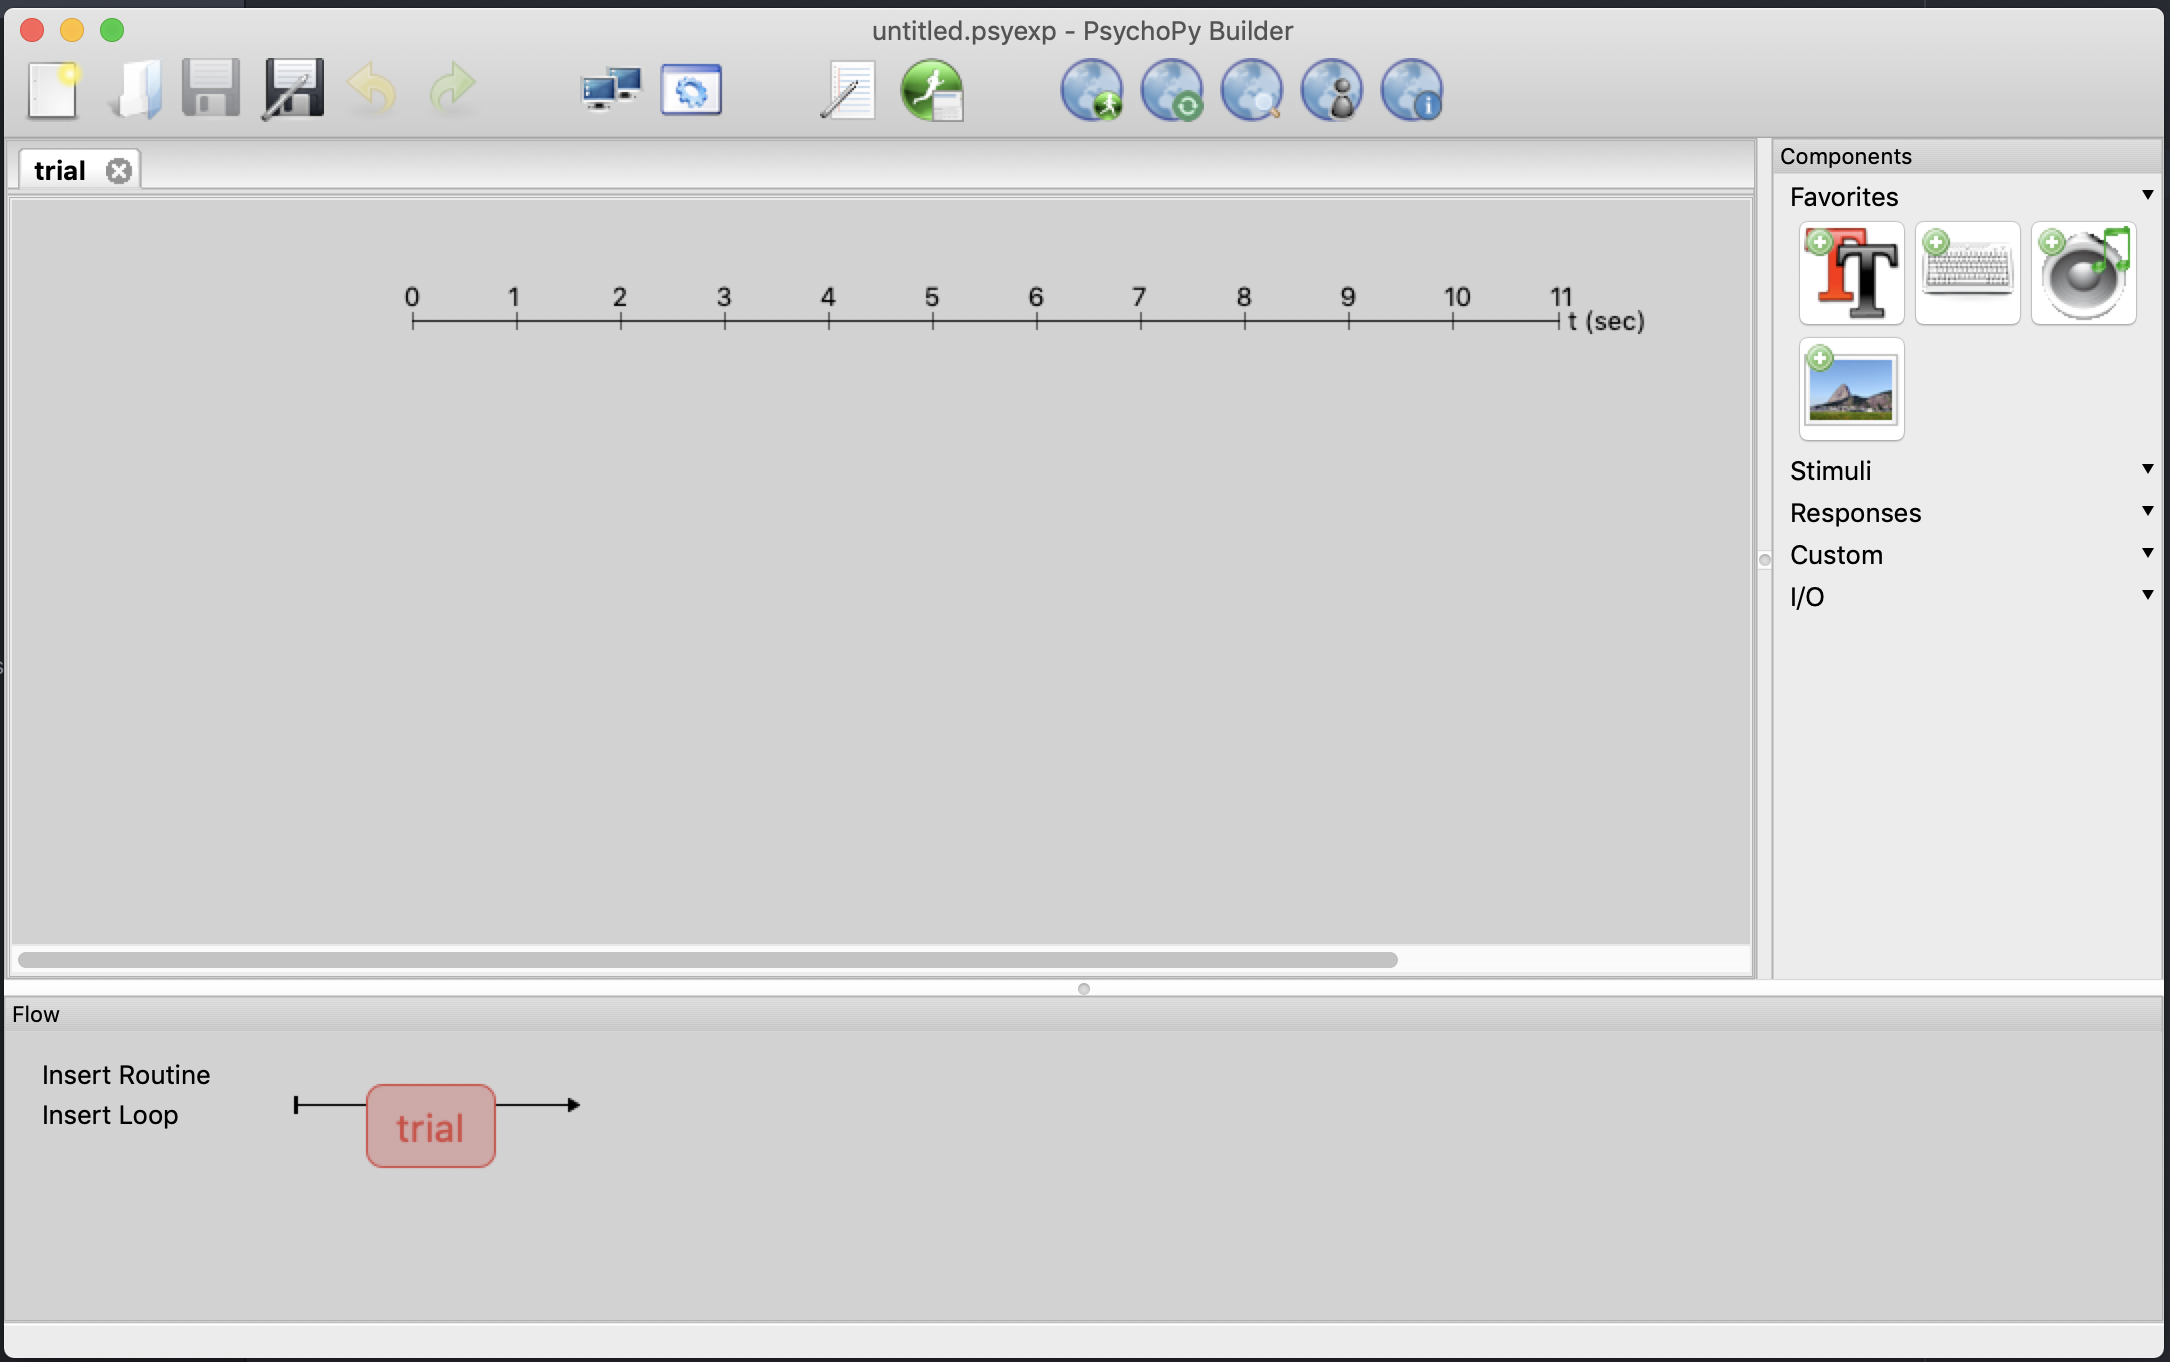 untitled.psyexp - PsychoPy Builder
trial
0 1 2 3 4 5 6 7 8 9 10 11
t (sec)
Components
Favorites
Stimuli
Responses
Custom
I/O
Flow
Insert Routine
Insert Loop
trial